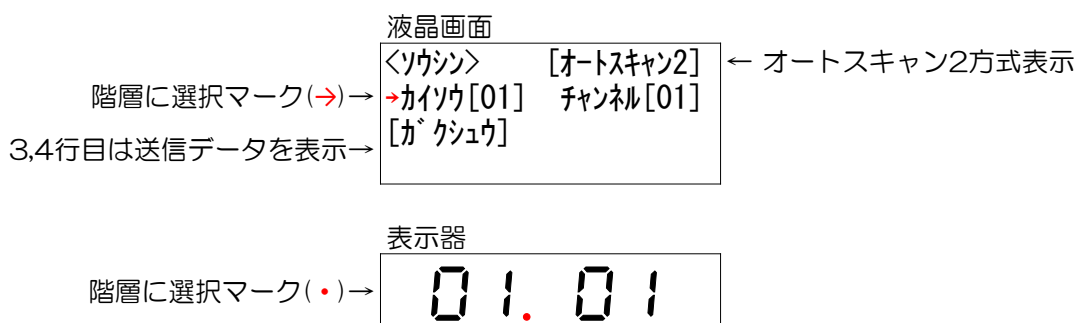 液晶画面
<ソウシン> [オートスキャン2] ← オートスキャン2方式表示
階層に選択マーク(→)→ →カイソウ[01] チャンネル[01]
3,4行目は送信データを表示→ [ガクシュウ]
表示器
階層に選択マーク(・)→ 01. 01